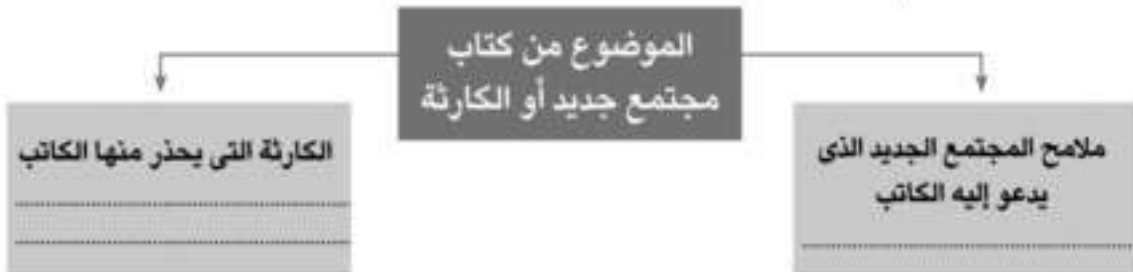 الموضوع من كتاب
مجتمع جديد أو الكارثة
ملامح المجتمع الجديد الذى
يدعو إليه الكاتب
الكارثة التى يحذر منها الكاتب